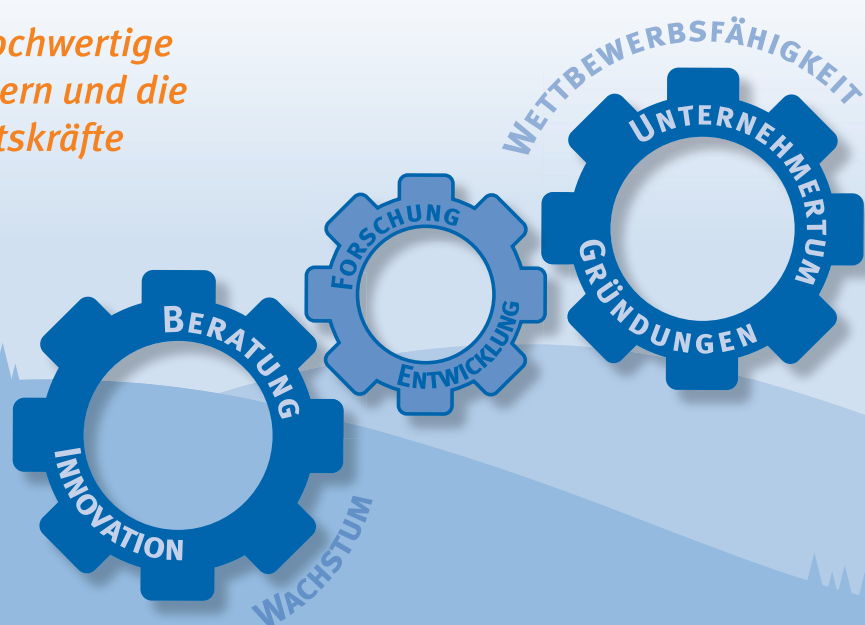 ochwertige
ern und die
tskräfte
WETTBEWERBSFÄHIGKEIT
UNTERNEHMERTUM
GRÜNDUNGEN
FORSCHUNG
ENTWICKLUNG
BERATUNG
INNOVATION
WACHSTUM